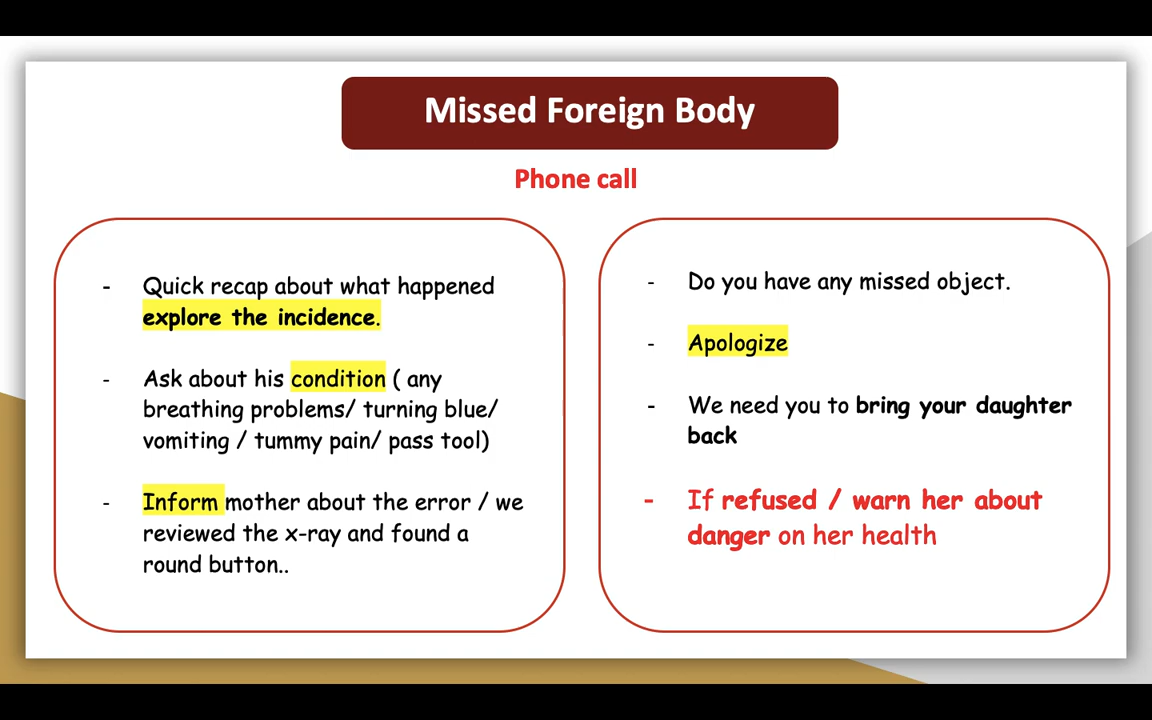 Missed Foreign Body
Phone call
- Quick recap about what happened
explore the incidence.
- Ask about his condition ( any
breathing problems/ turning blue/
vomiting / tummy pain/ pass tool)
- Inform mother about the error / we
reviewed the x-ray and found a
round button..
- Do you have any missed object.
- Apologize
- We need you to bring your daughter
back
- If refused / warn her about
danger on her health